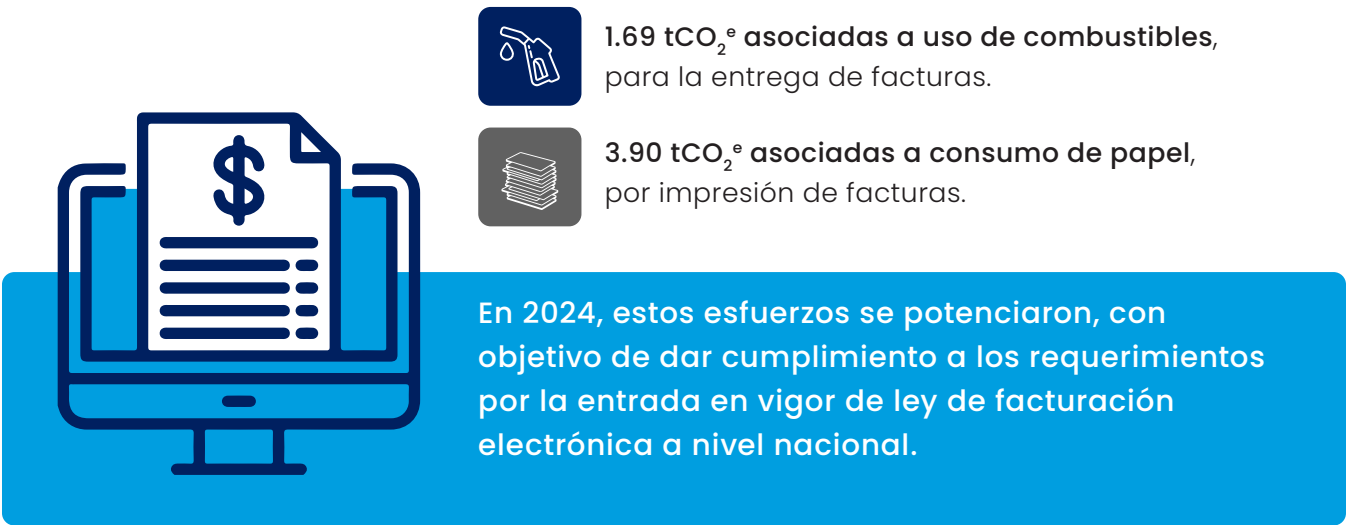 1.69 tCO₂ᵉ asociadas a uso de combustibles,
para la entrega de facturas.
3.90 tCO₂ᵉ asociadas a consumo de papel,
por impresión de facturas.
$
En 2024, estos esfuerzos se potenciaron, con
objetivo de dar cumplimiento a los requerimientos
por la entrada en vigor de ley de facturación
electrónica a nivel nacional.